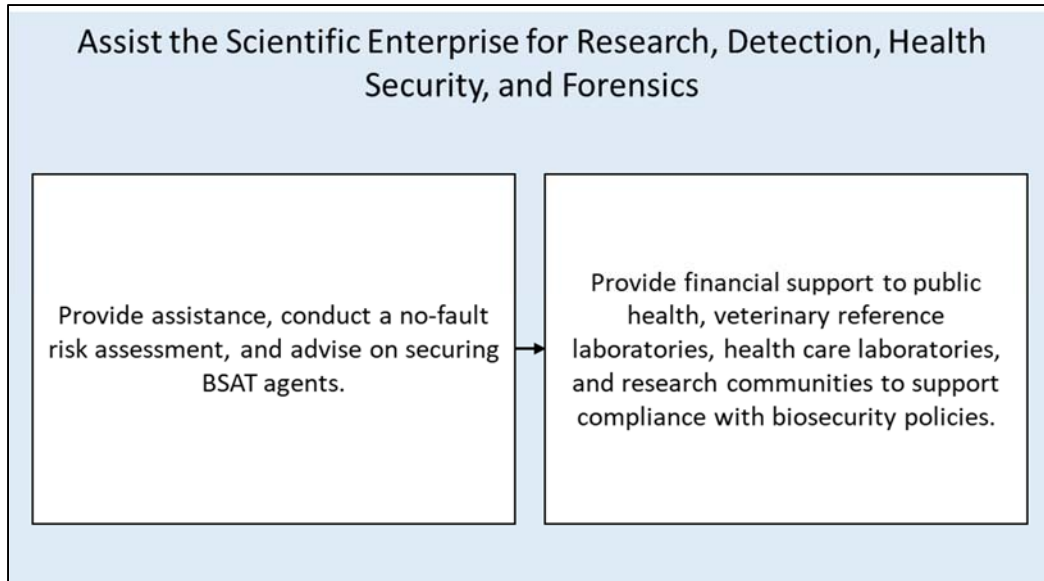 Assist the Scientific Enterprise for Research, Detection, Health
Security, and Forensics
Provide assistance, conduct a no-fault
risk assessment, and advise on securing
BSAT agents.
Provide financial support to public
health, veterinary reference
laboratories, health care laboratories,
and research communities to support
compliance with biosecurity policies.